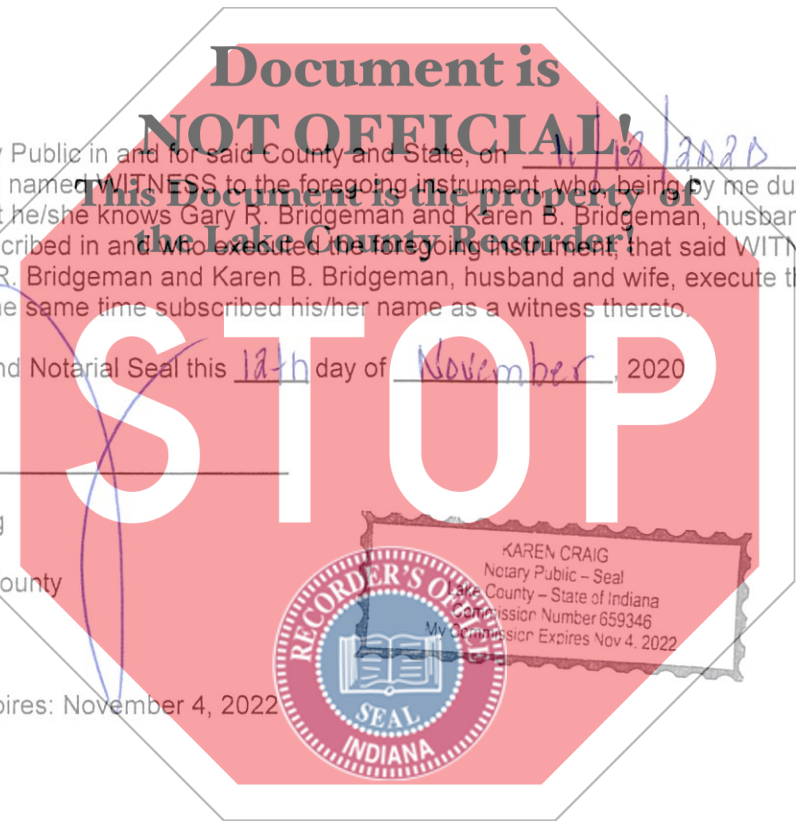 Document is
NOT OFFICIAL!
This Document is the property of
the Lake County Recorder!
STOP
Public in and for said County and State, on 11/12/2020
named WITNESS to the foregoing instrument, who, being by me du
he/she knows Gary R. Bridgeman and Karen B. Bridgeman, husban
cribed in and who executed the foregoing instrument; that said WITN
R. Bridgeman and Karen B. Bridgeman, husband and wife, execute th
e same time subscribed his/her name as a witness thereto.
nd Notarial Seal this 12th day of November, 2020
g
ounty
KAREN CRAIG
Notary Public – Seal
Lake County – State of Indiana
Commission Number 659346
My Commission Expires Nov 4, 2022
pires: November 4, 2022
RECORDER'S OFFICE
SEAL
INDIANA